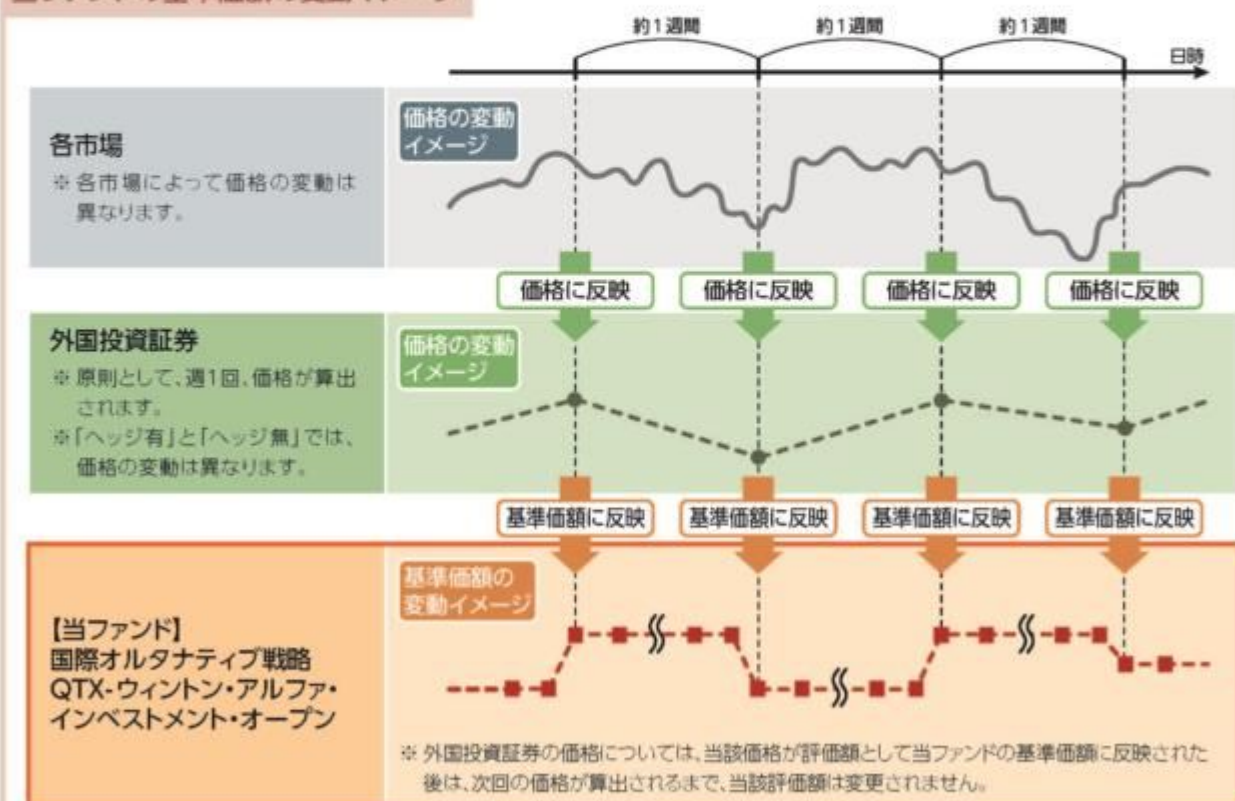 約1週間 約1週間 約1週間
日時
各市場
※各市場によって価格の変動は
異なります。
価格の変動
イメージ
価格に反映 価格に反映 価格に反映 価格に反映
外国投資証券
※原則として、週1回、価格が算出
されます。
※「ヘッジ有」と「ヘッジ無」では、
価格の変動は異なります。
価格の変動
イメージ
基準価額に反映 基準価額に反映 基準価額に反映 基準価額に反映
【当ファンド】
国際オルタナティブ戦略
QTX-ウィントン・アルファ・
インベストメント・オープン
基準価額の
変動イメージ
※外国投資証券の価格については、当該価格が評価額として当ファンドの基準価額に反映された
後は、次回の価格が算出されるまで、当該評価額は変更されません。